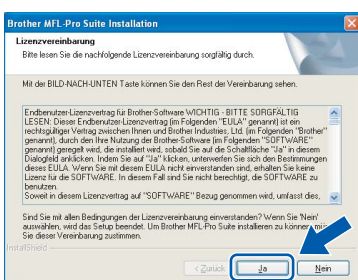 Brother MFL-Pro Suite Installation
Lizenzvereinbarung
Bitte lesen Sie die nachfolgende Lizenzvereinbarung sorgfältig durch.
Mit der BILD-NACH-UNTEN Taste können Sie den Rest der Vereinbarung sehen.
Endbenutzer-Lizenzvertrag für Brother-Software WICHTIG - BITTE SORGFÄLTIG
LESEN: Dieser Endbenutzer-Lizenzvertrag (im Folgenden "EULA" genannt) ist ein
rechtsgültiger Vertrag zwischen Ihnen und Brother Industries, Ltd. (im Folgenden "Brother"
genannt) geregelt wird, durch den Ihre Nutzung der Brother-Software (im Folgenden "SOFTWARE"
genannt) geregelt wird, die installiert wird, sobald Sie auf die Schaltfläche "Ja" in diesem
Dialogfeld anklicken. Indem Sie auf "Ja" klicken, unterwerfen Sie sich den Bestimmungen
dieses EULA. Wenn Sie mit diesem EULA nicht einverstanden sind, erhalten Sie keine
Lizenz für die SOFTWARE. In diesem Fall sind Sie nicht berechtigt, die SOFTWARE zu
benutzen.
Soweit in diesem Lizenzvertrag auf "SOFTWARE" Bezug genommen wird, umfasst dies,
Sind Sie mit allen Bedingungen der Lizenzvereinbarung einverstanden? Wenn Sie 'Nein'
auswählen, wird das Setup beendet. Um Brother MFL-Pro Suite installieren zu können,
Sie dieser Vereinbarung zustimmen.
InstallShield
< Zurück
Ja
Nein